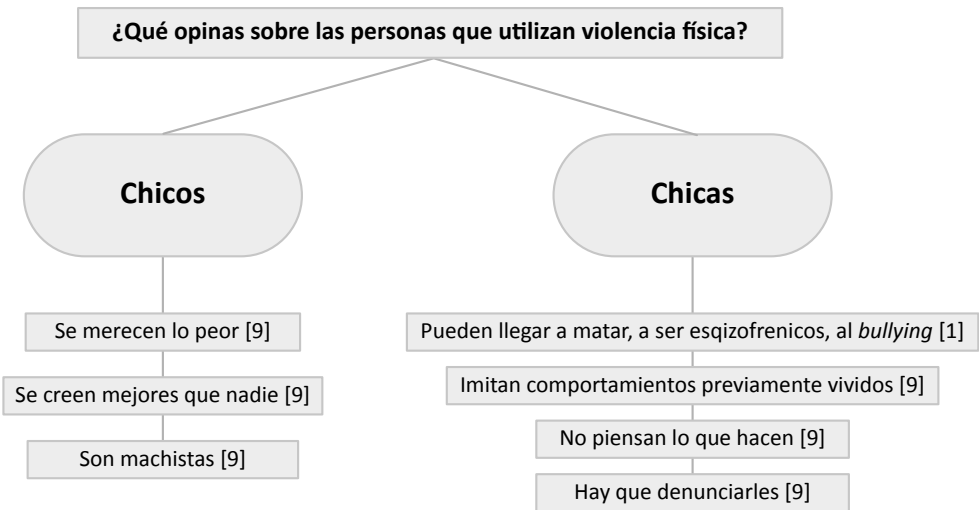 ¿Qué opinas sobre las personas que utilizan violencia física?
Chicos
Chicas
Se merecen lo peor [9]
Se creen mejores que nadie [9]
Son machistas [9]
Pueden llegar a matar, a ser esqizofrenicos, al bullying [1]
Imitan comportamientos previamente vividos [9]
No piensan lo que hacen [9]
Hay que denunciarles [9]